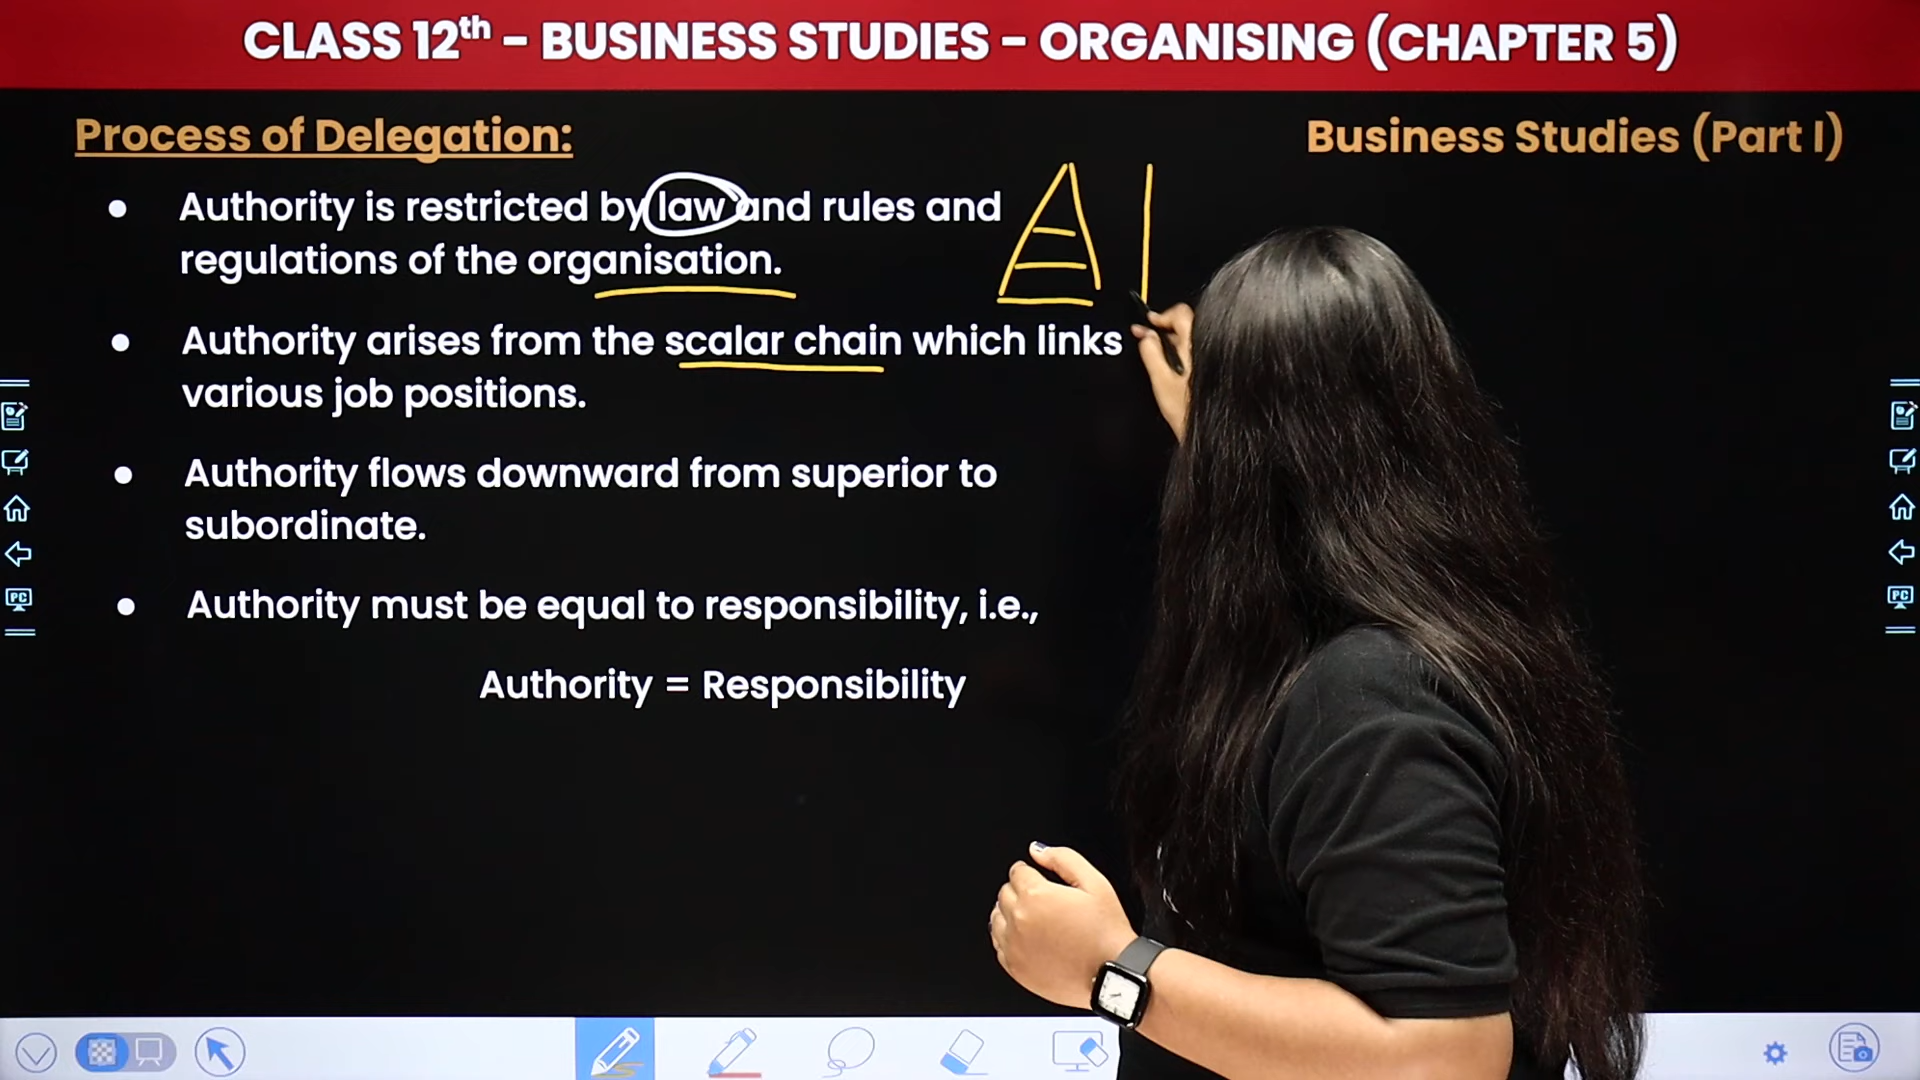 CLASS 12th - BUSINESS STUDIES - ORGANISING (CHAPTER 5)
Process of Delegation:
Business Studies (Part I)
• Authority is restricted by law and rules and
regulations of the organisation.
• Authority arises from the scalar chain which links
various job positions.
• Authority flows downward from superior to
subordinate.
• Authority must be equal to responsibility, i.e.,
Authority = Responsibility
PC
PC